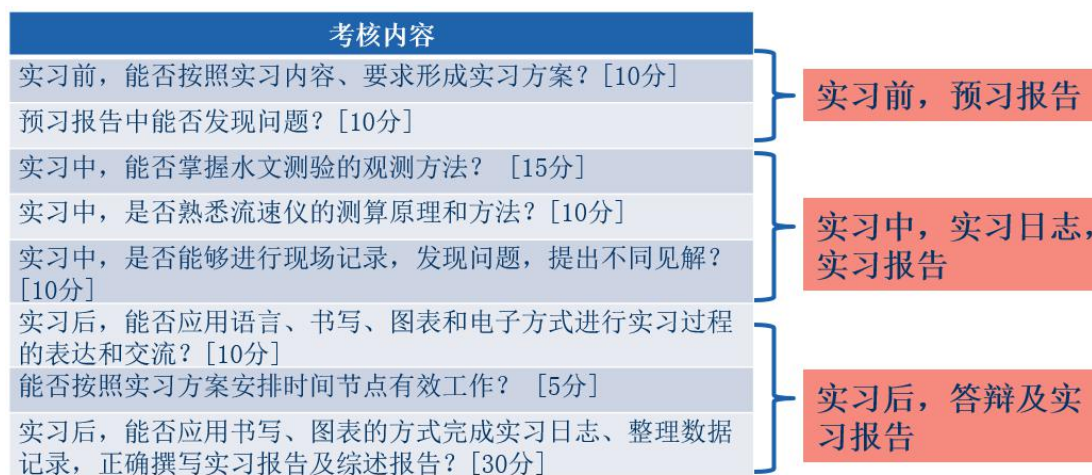 考核内容
实习前，能否按照实习内容、要求形成实习方案？[10分]
预习报告中能否发现问题？[10分]
实习前，预习报告
实习中，能否掌握水文测验的观测方法？ [15分]
实习中，是否熟悉流速仪的测算原理和方法？[10分]
实习中，是否能够进行现场记录，发现问题，提出不同见解？
[10分]
实习中，实习日志，
实习报告
实习后，能否应用语言、书写、图表和电子方式进行实习过程
的表达和交流？[10分]
能否按照实习方案安排时间节点有效工作？ [5分]
实习后，能否应用书写、图表的方式完成实习日志、整理数据
记录，正确撰写实习报告及综述报告？[30分]
实习后，答辩及实
习报告